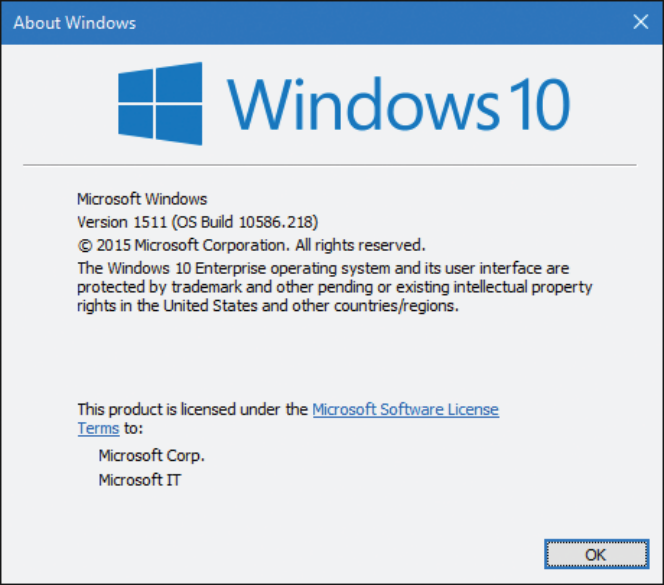 About Windows
Windows 10
Microsoft Windows
Version 1511 (OS Build 10586.218)
© 2015 Microsoft Corporation. All rights reserved.
The Windows 10 Enterprise operating system and its user interface are
protected by trademark and other pending or existing intellectual property
rights in the United States and other countries/regions.
This product is licensed under the Microsoft Software License
Terms to:
Microsoft Corp.
Microsoft IT
OK